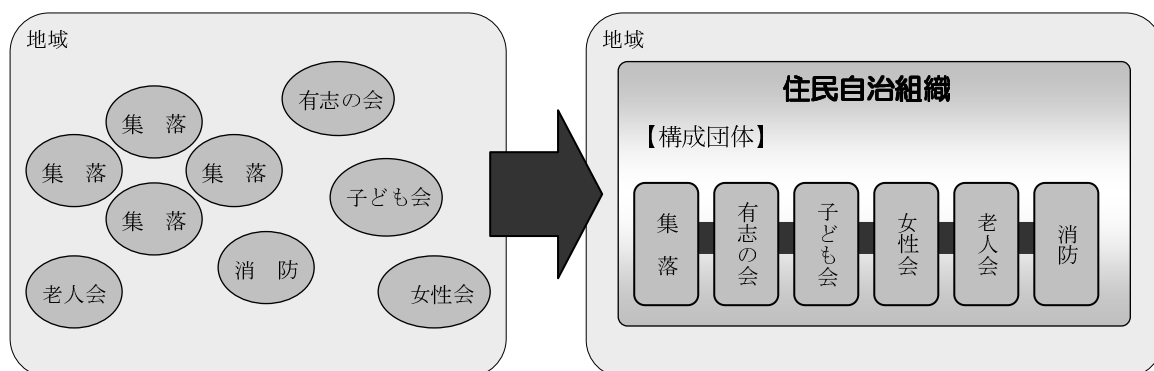 地域
有志の会
集　落
集　落
集　落
子ども会
集　落
消　防
老人会
女性会
地域
住民自治組織
【構成団体】
集　落
有志の会
子ども会
女性会
老人会
消防